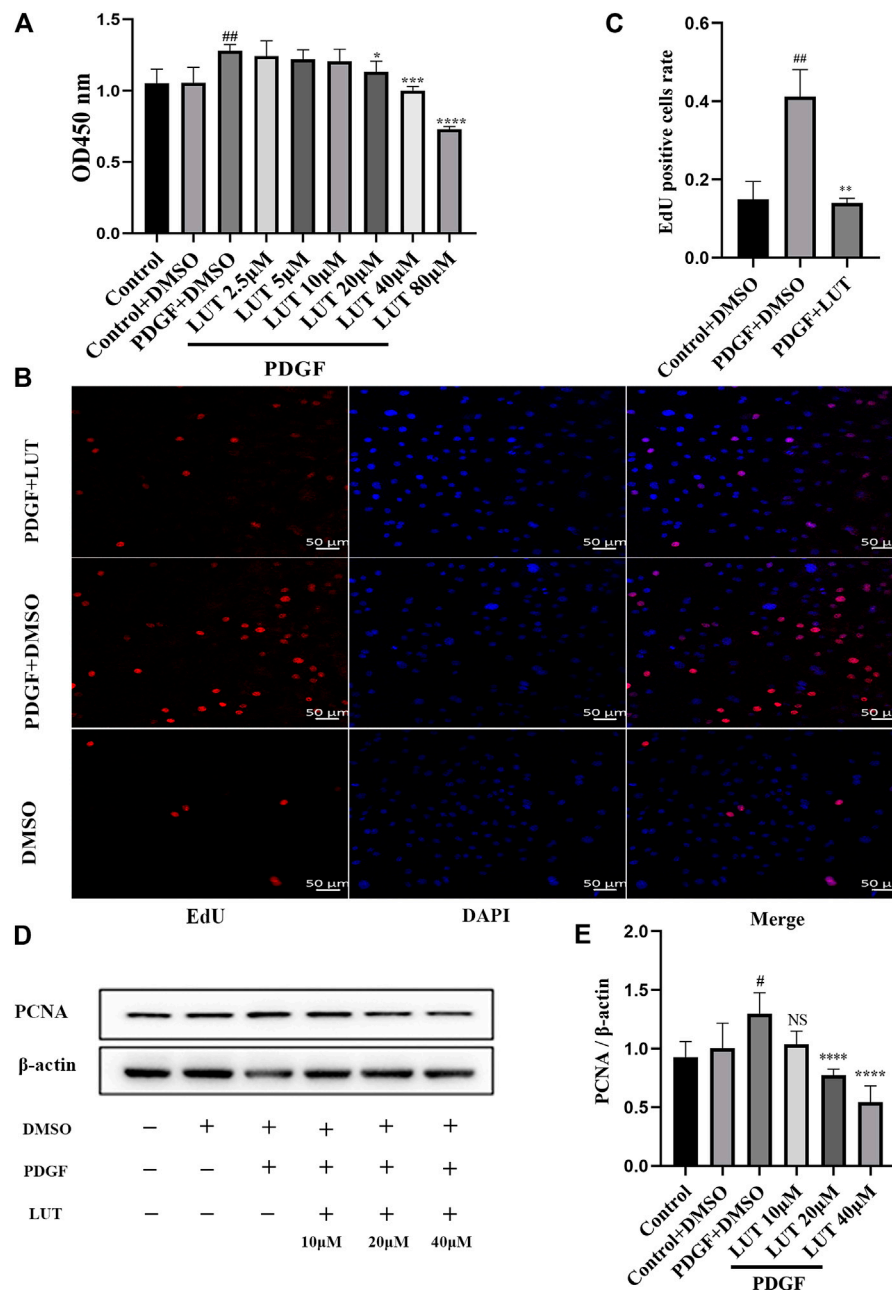 A
OD450 nm
1.5
1.0
0.5
0.0
##
*
***
****
Control
Control+DMSO
PDGF+DMSO
LUT 2.5μM
LUT 5μM
LUT 10μM
LUT 20μM
LUT 40μM
LUT 80μM
PDGF
C
EdU positive cells rate
0.6
0.4
0.2
0.0
##
**
Control+DMSO
PDGF+DMSO
PDGF+LUT
B
PDGF+LUT
50 μm
50 μm
50 μm
PDGF+DMSO
50 μm
50 μm
50 μm
DMSO
50 μm
50 μm
50 μm
EdU
DAPI
Merge
D
PCNA
β-actin
DMSO − + + + + +
PDGF − − + + + +
LUT − − − + + +
10μM 20μM 40μM
E
PCNA / β-actin
2.0
1.5
1.0
0.5
0.0
#
NS
****
****
Control
Control+DMSO
PDGF+DMSO
LUT 10μM
LUT 20μM
LUT 40μM
PDGF